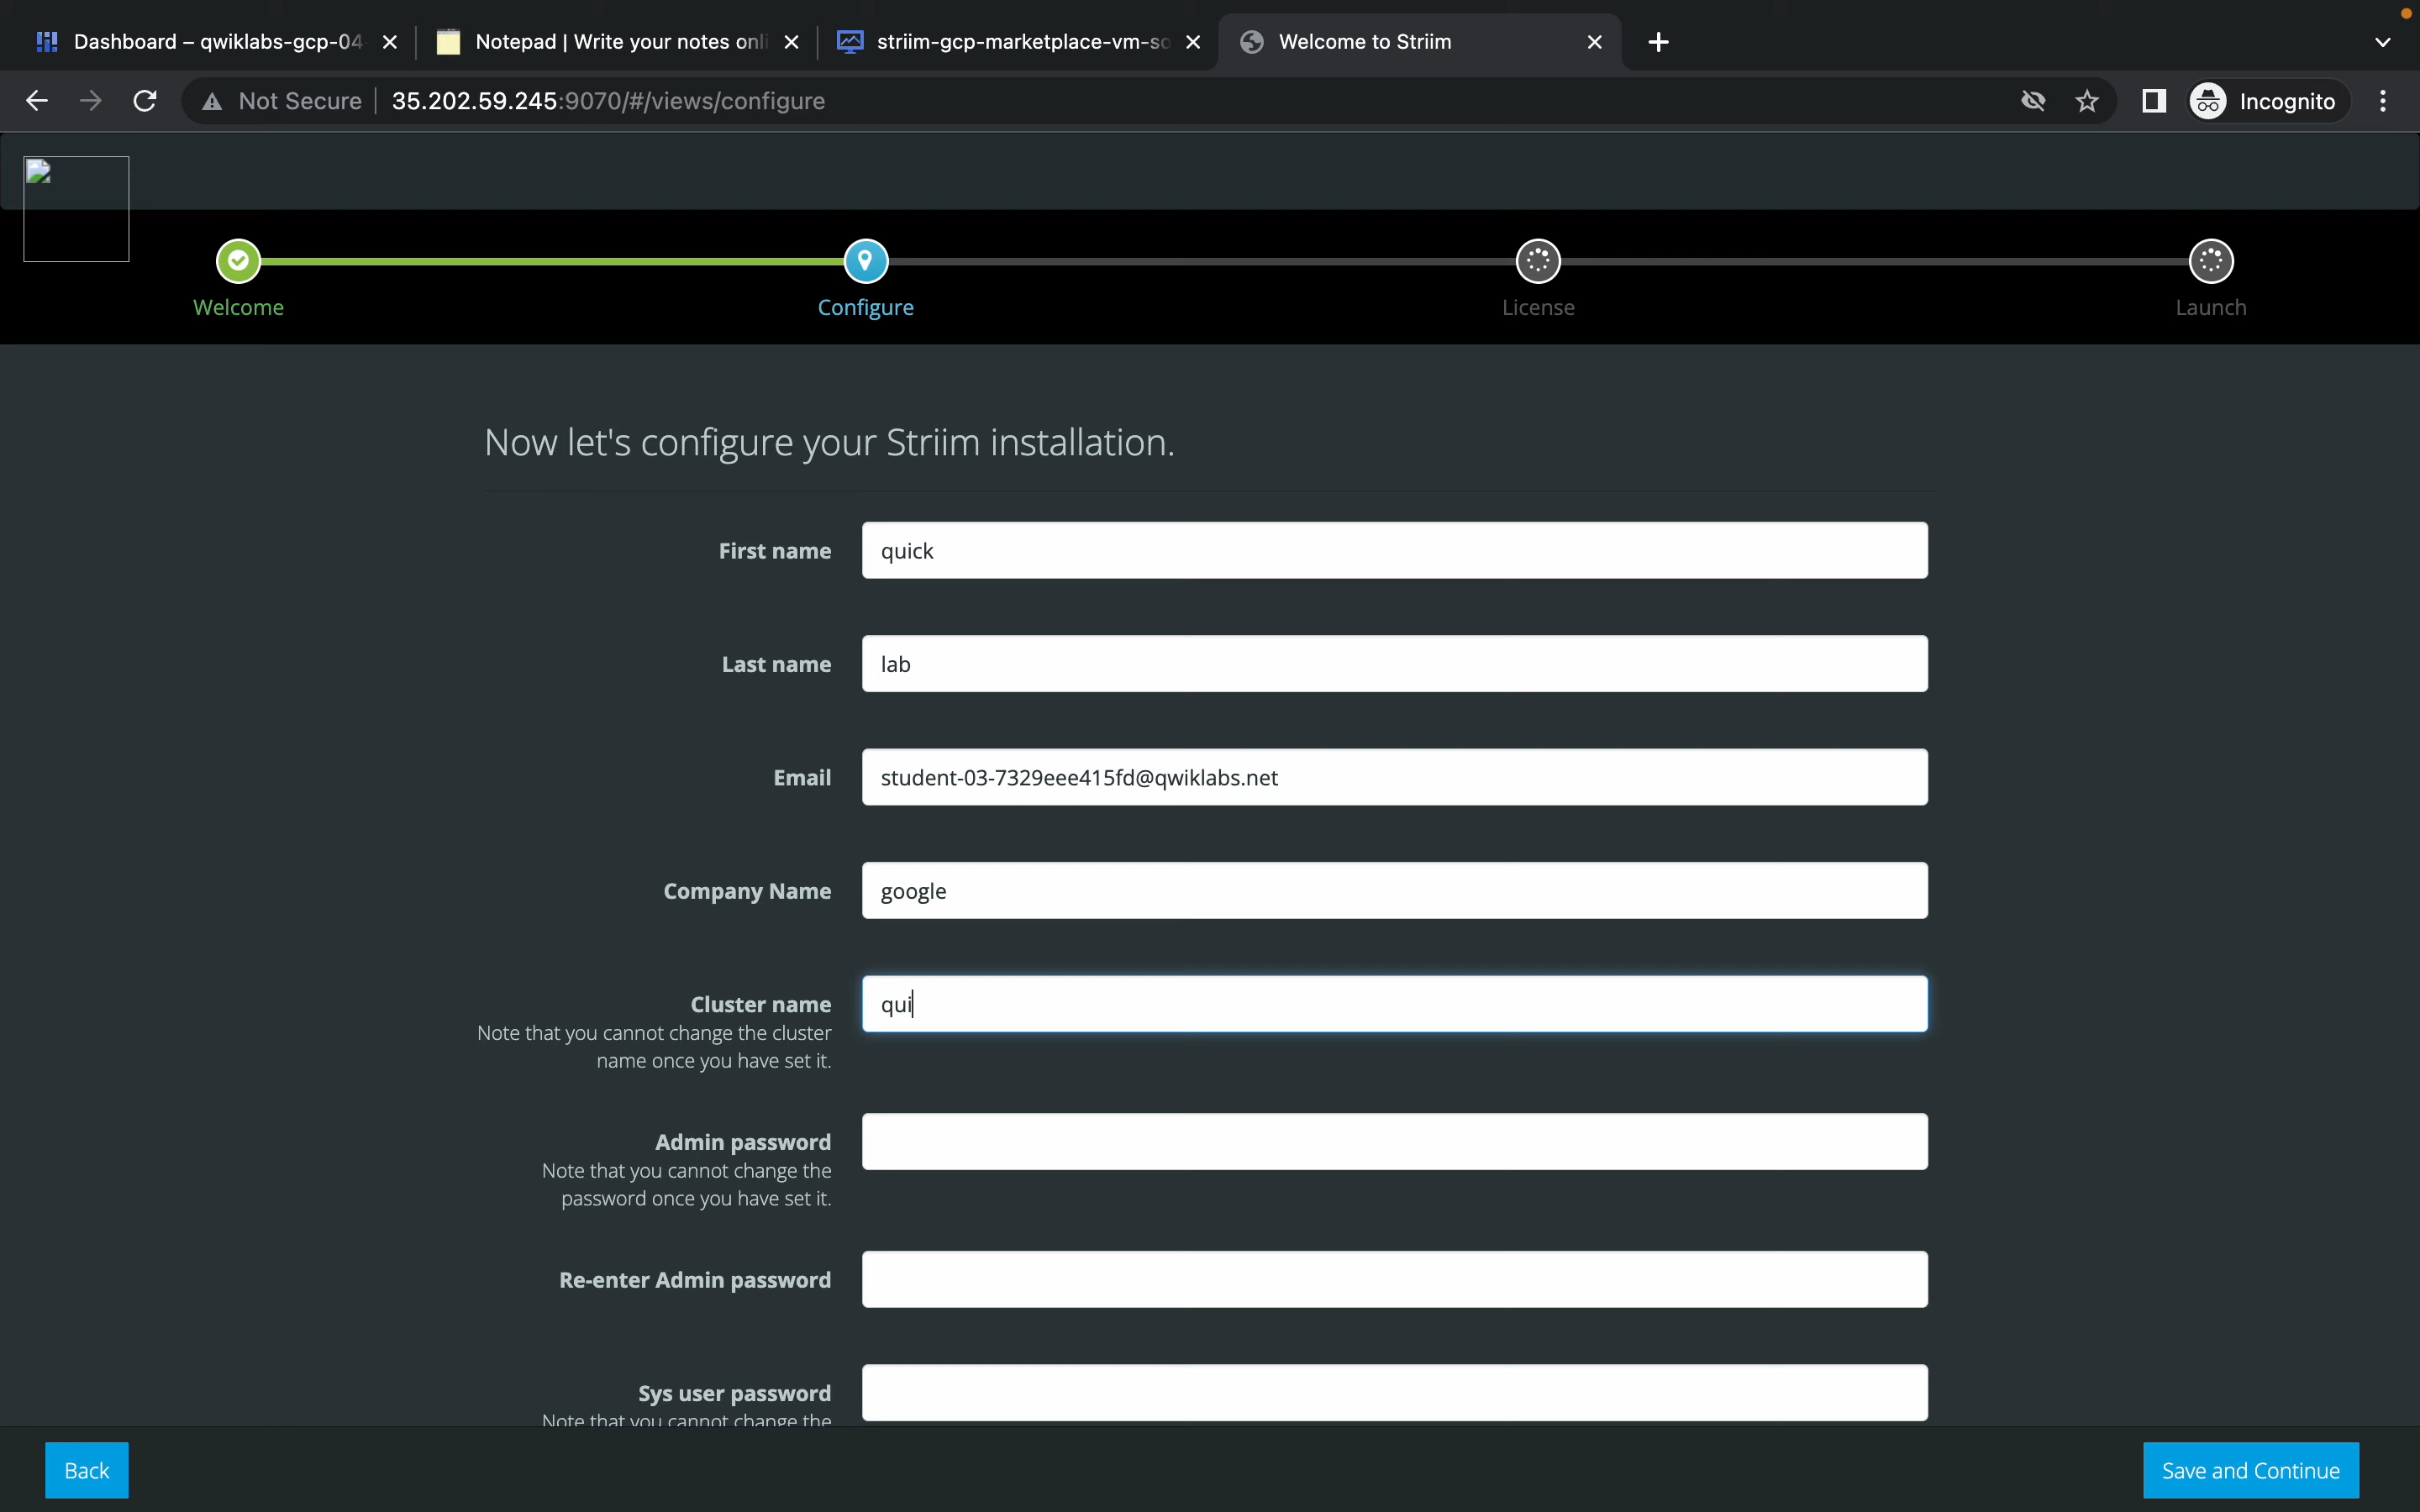 Dashboard – qwiklabs-gcp-04-
Notepad | Write your notes onli
striim-gcp-marketplace-vm-so
Welcome to Striim
Not Secure
35.202.59.245:9070/#/views/configure
Incognito
Welcome
Configure
License
Launch
Now let's configure your Striim installation.
First name
quick
Last name
lab
Email
student-03-7329eee415fd@qwiklabs.net
Company Name
google
Cluster name
qui
Note that you cannot change the cluster
name once you have set it.
Admin password
Note that you cannot change the
password once you have set it.
Re-enter Admin password
Sys user password
Note that you cannot change the
Back
Save and Continue